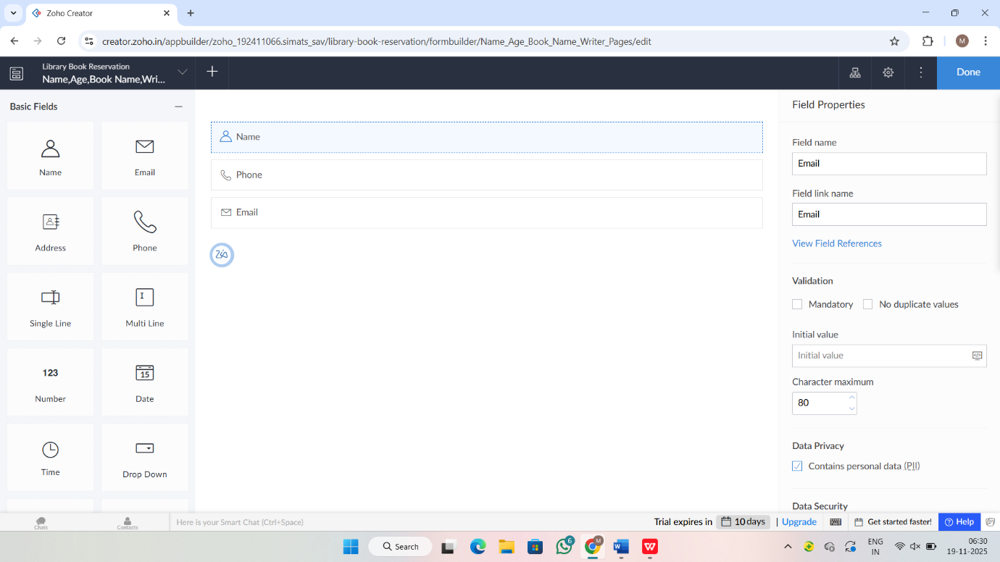 Zoho Creator
creator.zoho.in/appbuilder/zoho_192411066.simats_sav/library-book-reservation/formbuilder/Name_Age_Book_Name_Writer_Pages/edit
M
Library Book Reservation
Name,Age,Book Name,Wri...
Done
Basic Fields
Name
Email
Address
Phone
Single Line
Multi Line
123
Number
15
Date
Time
Drop Down
Name
Phone
Email
Zia
Field Properties
Field name
Email
Field link name
Email
View Field References
Validation
Mandatory
No duplicate values
Initial value
Initial value
Character maximum
80
Data Privacy
Contains personal data (PII)
Data Security
Chats
Contacts
Here is your Smart Chat (Ctrl+Space)
Trial expires in 10 days | Upgrade
Get started faster!
Help
Search
6
M
W
W
ENG
IN
06:30
19-11-2025